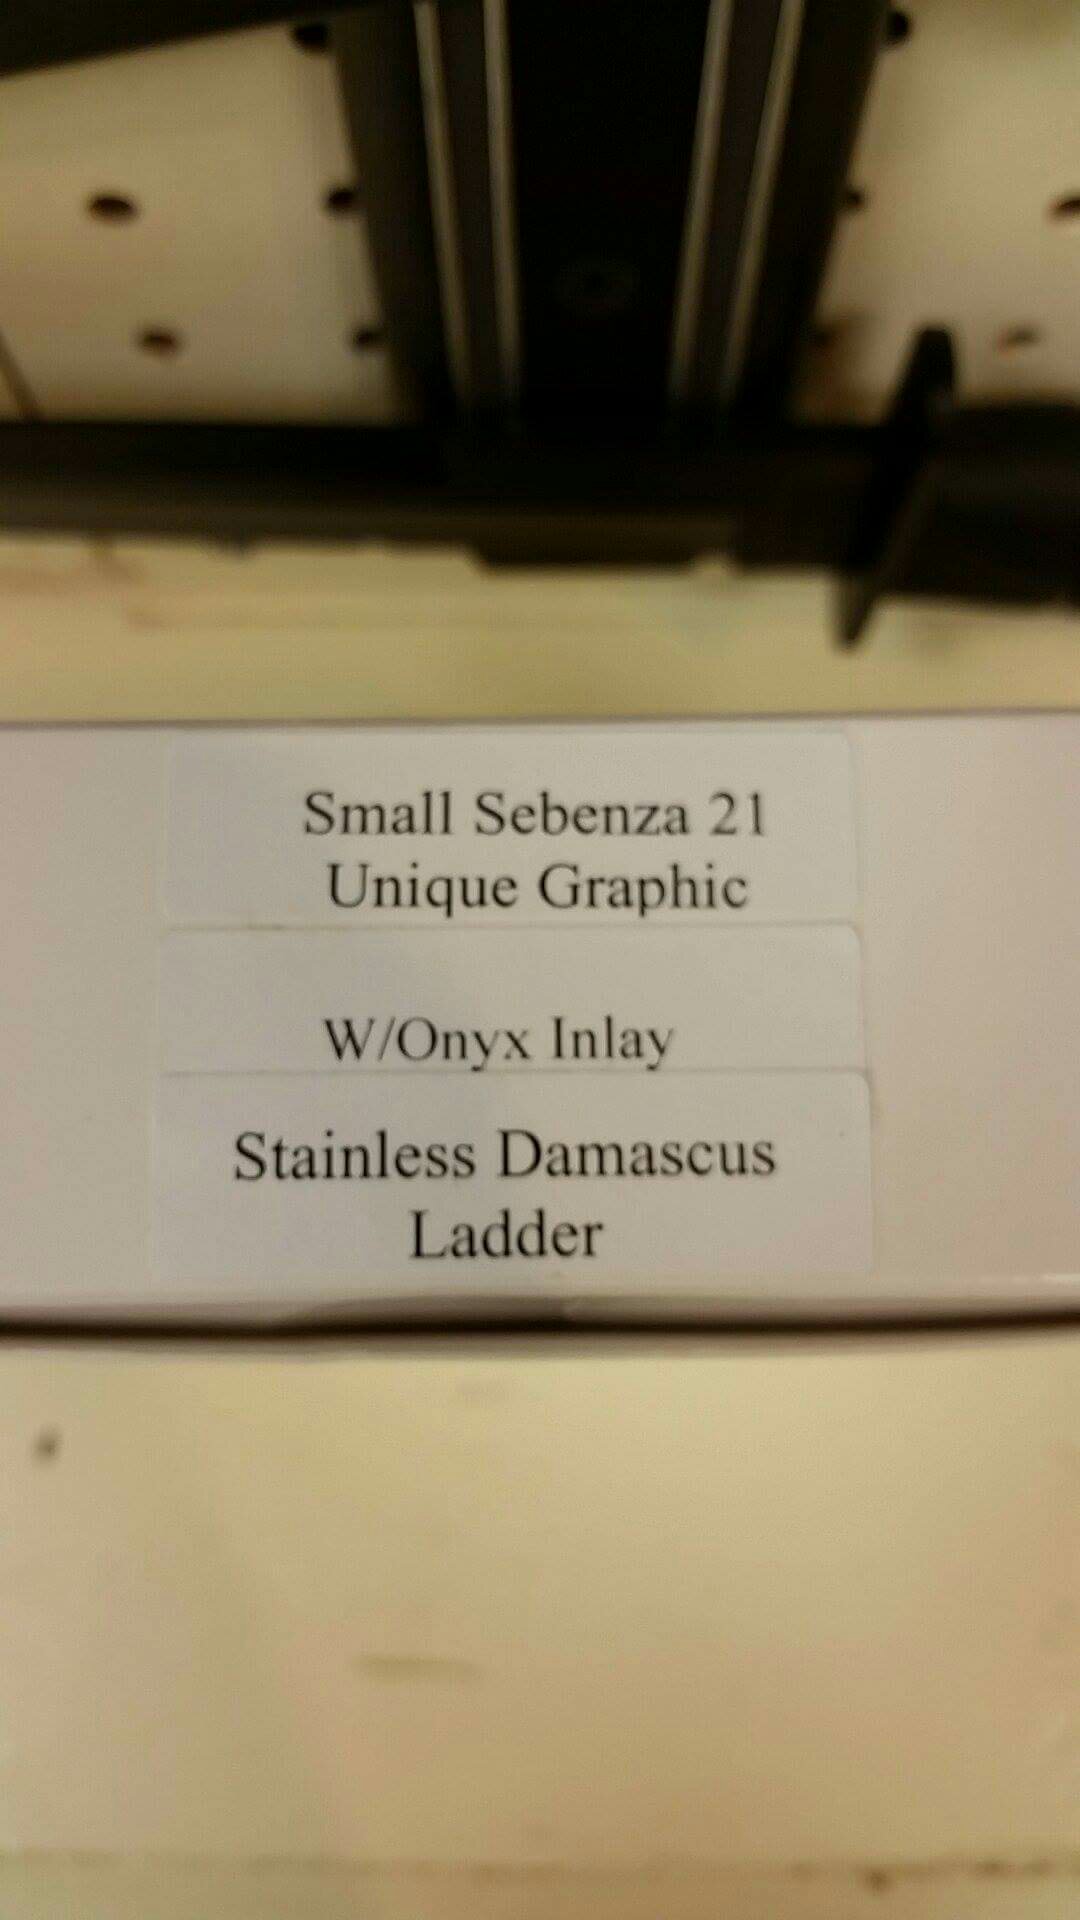 Small Sebenza 21
Unique Graphic
W/Onyx Inlay
Stainless Damascus
Ladder